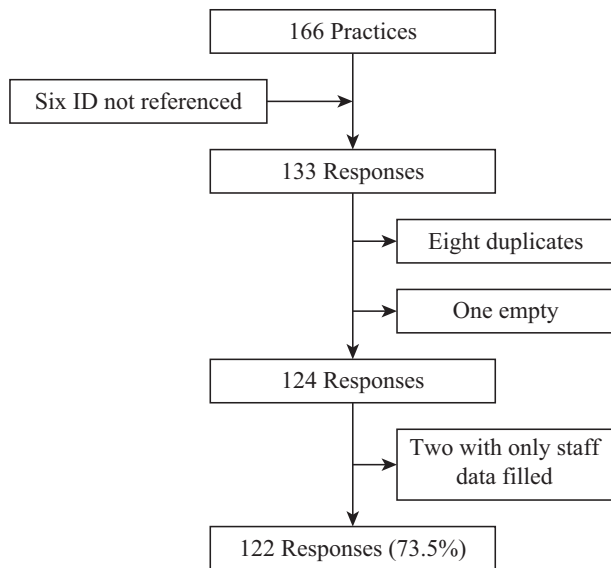 166 Practices
Six ID not referenced
133 Responses
Eight duplicates
One empty
124 Responses
Two with only staff
data filled
122 Responses (73.5%)